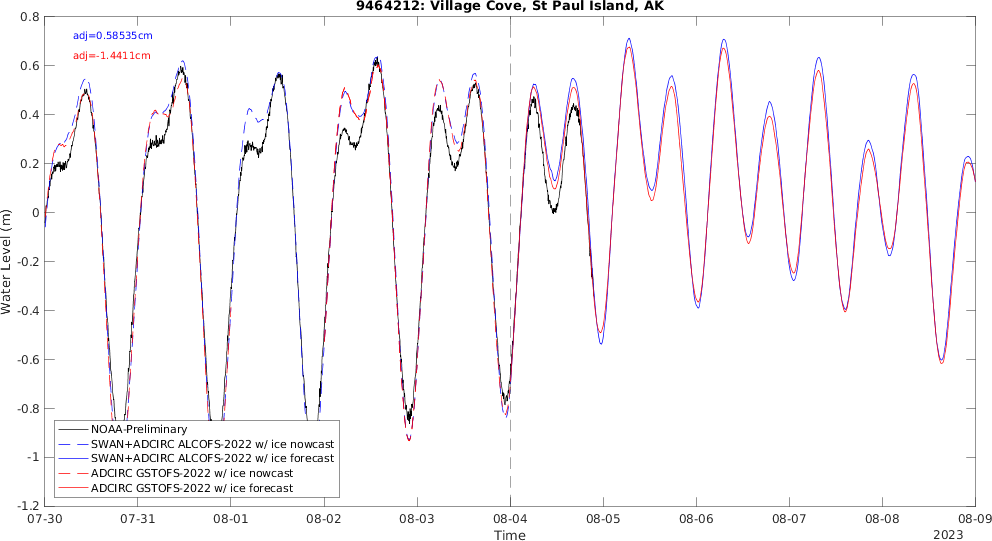 9464212: Village Cove, St Paul Island, AK
0.8
adj=0.58535cm
adj=-1.4411cm
0.6
0.4
0.2
0
-0.2
-0.4
-0.6
-0.8
-1
-1.2
Water Level (m)
NOAA-Preliminary
SWAN+ADCIRC ALCOFS-2022 w/ ice nowcast
SWAN+ADCIRC ALCOFS-2022 w/ ice forecast
ADCIRC GSTOFS-2022 w/ ice nowcast
ADCIRC GSTOFS-2022 w/ ice forecast
07-30 07-31 08-01 08-02 08-03 08-04 08-05 08-06 08-07 08-08 08-09
Time
2023